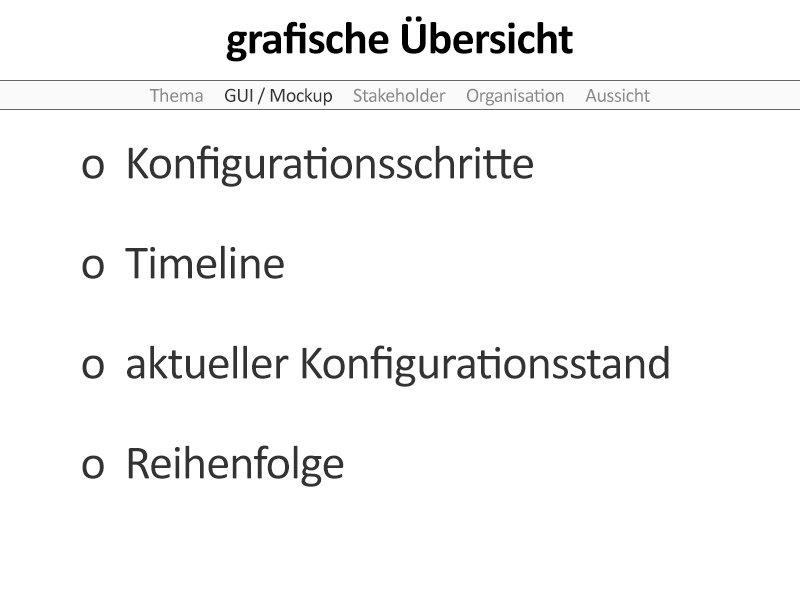 grafische Übersicht
Thema GUI / Mockup Stakeholder Organisation Aussicht
o Konfigurationsschritte
o Timeline
o aktueller Konfigurationsstand
o Reihenfolge